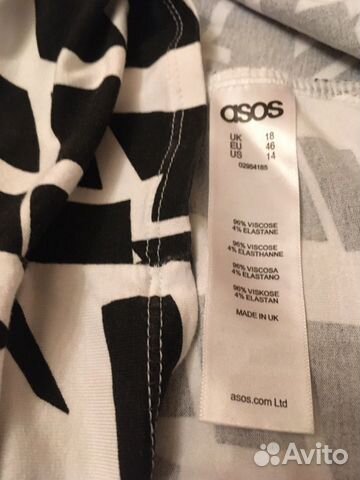 asos
UK 18
EU 46
US 14
02954185
96% VISCOSE
4% ELASTANE
96% VISCOSE
4% ELASTHANNE
96% VISCOSA
4% ELASTANO
96% VISKOSE
4% ELASTAN
MADE IN UK
asos.com Ltd
Avito